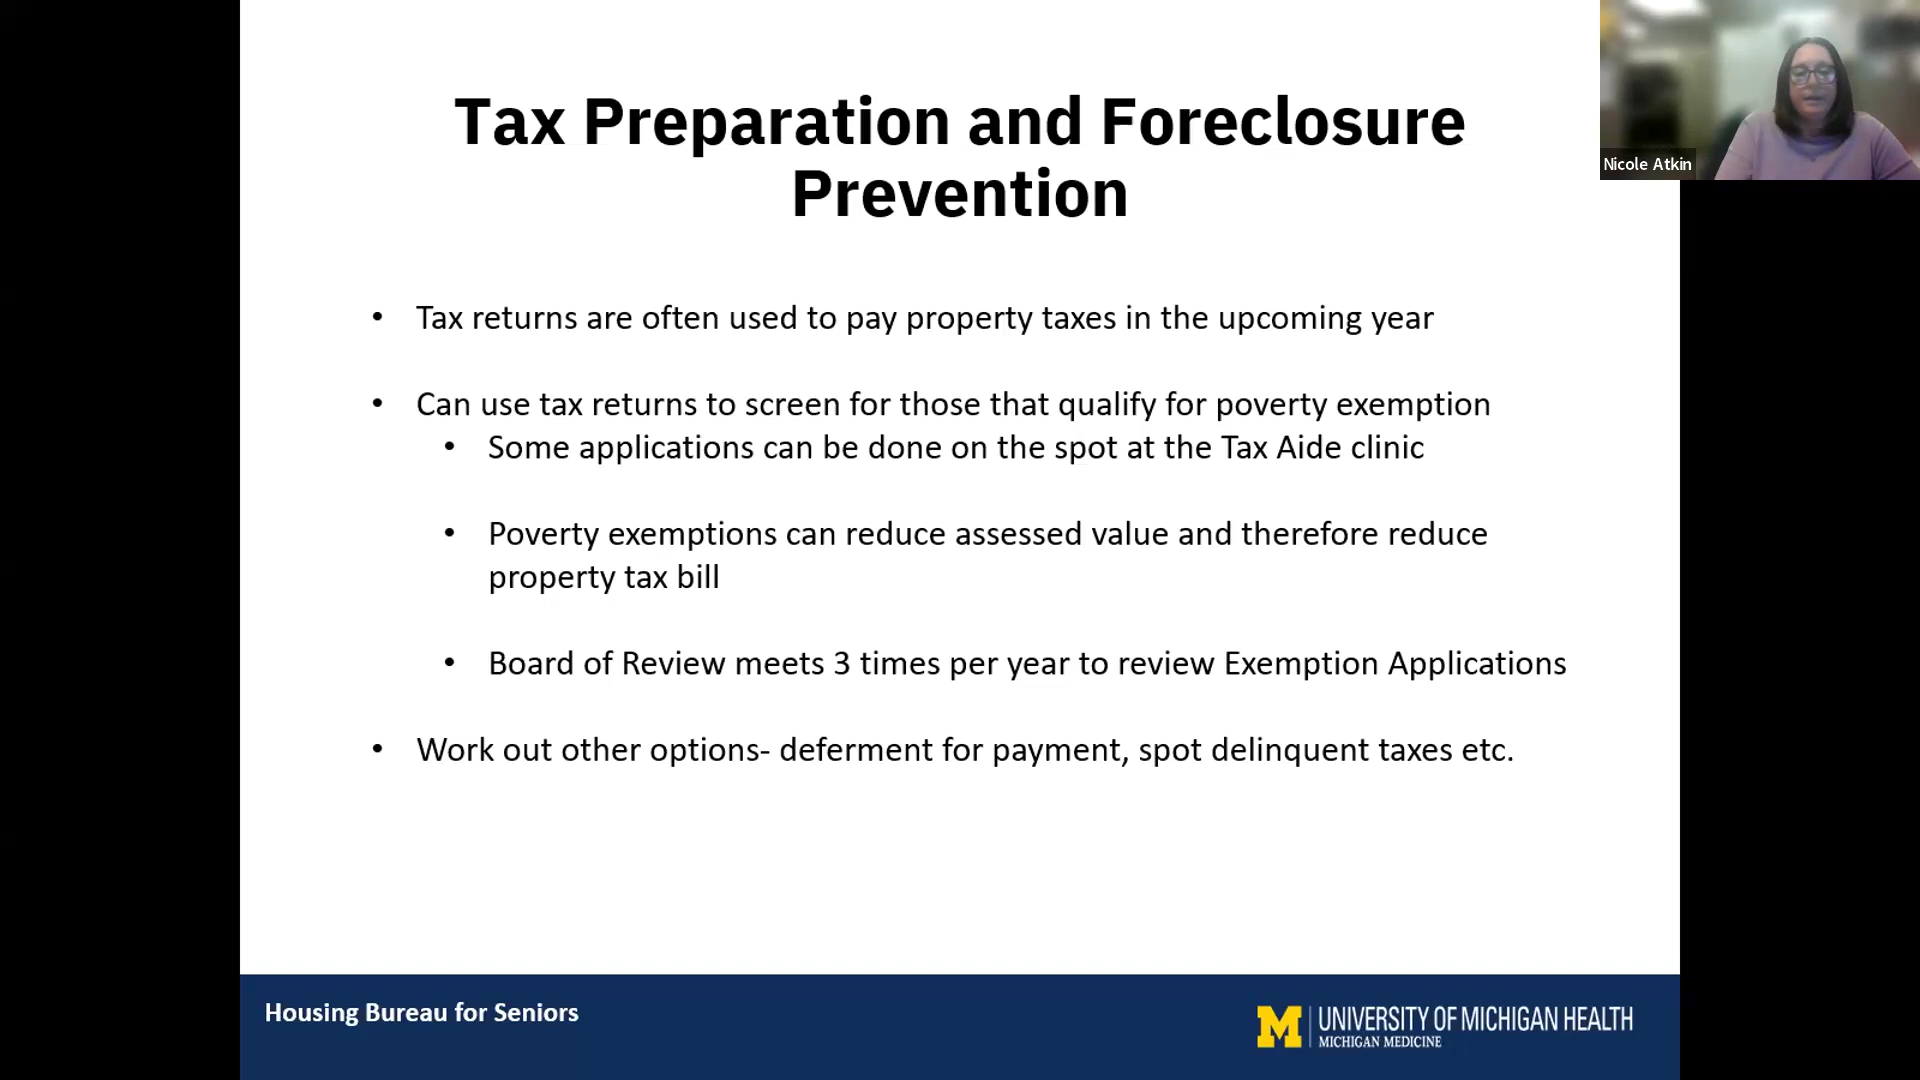 Tax Preparation and Foreclosure
Prevention
Nicole Atkin
• Tax returns are often used to pay property taxes in the upcoming year
• Can use tax returns to screen for those that qualify for poverty exemption
• Some applications can be done on the spot at the Tax Aide clinic
• Poverty exemptions can reduce assessed value and therefore reduce
property tax bill
• Board of Review meets 3 times per year to review Exemption Applications
• Work out other options- deferment for payment, spot delinquent taxes etc.
Housing Bureau for Seniors
M UNIVERSITY OF MICHIGAN HEALTH
MICHIGAN MEDICINE